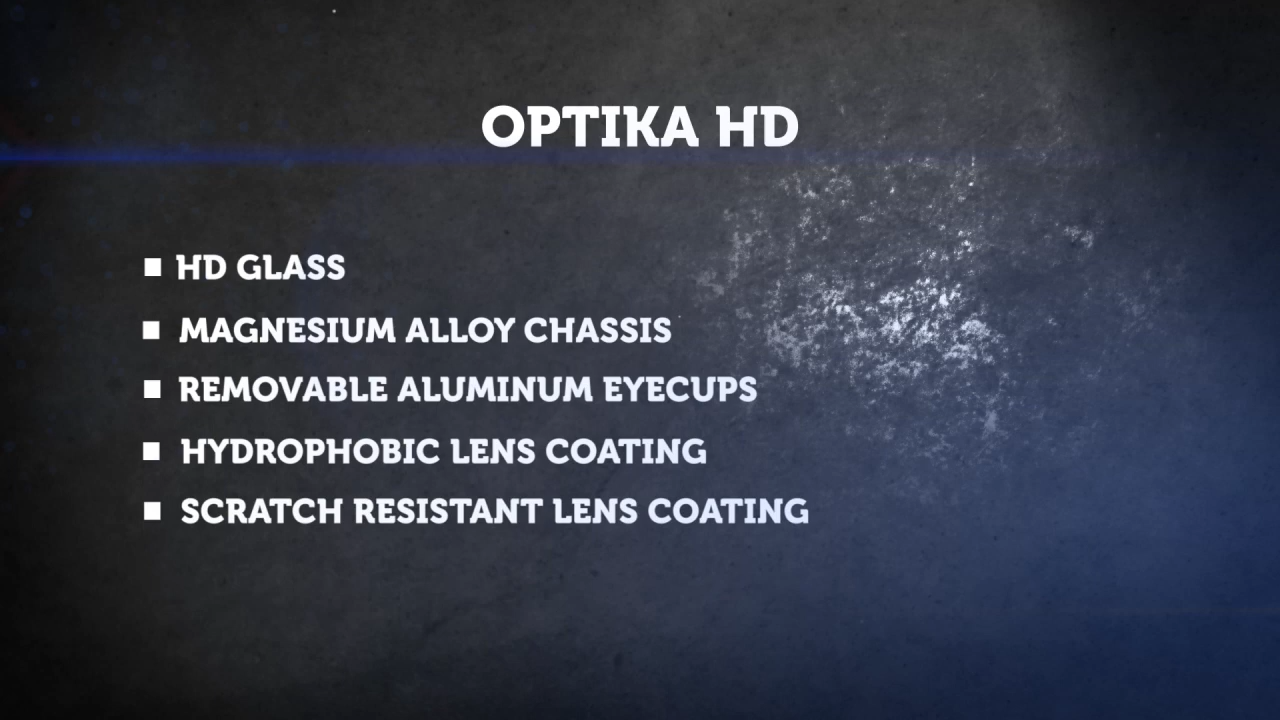 OPTIKA HD
■ HD GLASS
■ MAGNESIUM ALLOY CHASSIS
■ REMOVABLE ALUMINUM EYECUPS
■ HYDROPHOBIC LENS COATING
■ SCRATCH RESISTANT LENS COATING